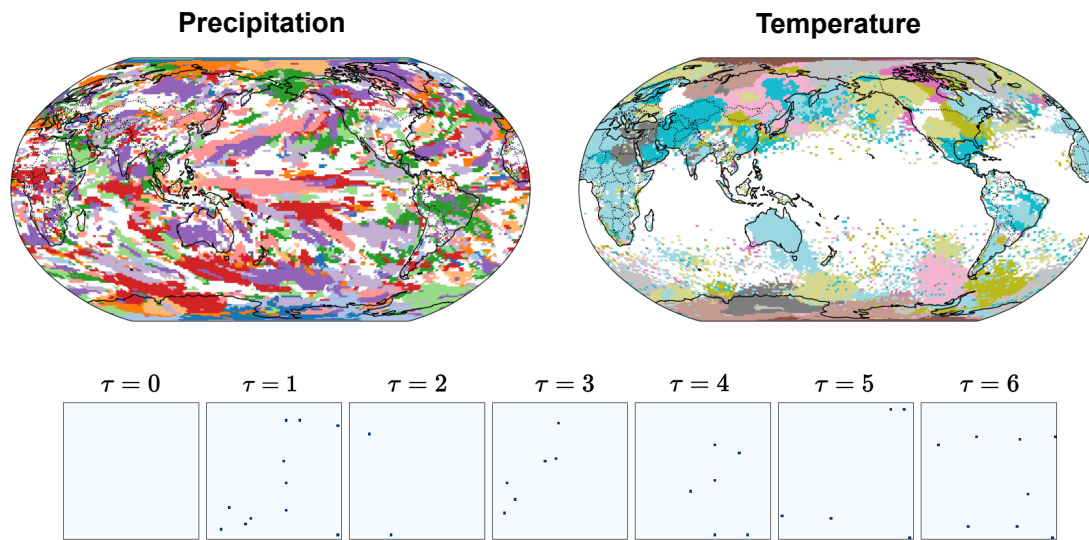 Precipitation Temperature
τ = 0 τ = 1 τ = 2 τ = 3 τ = 4 τ = 5 τ = 6